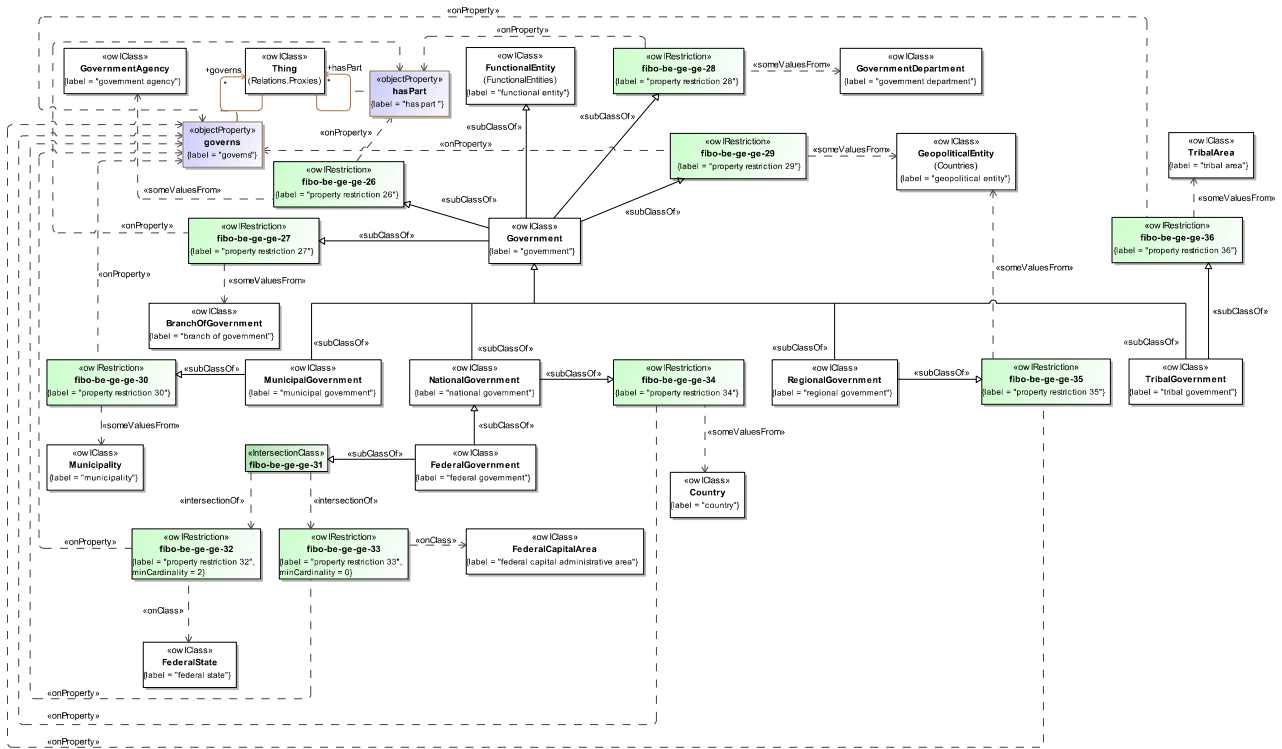 «onProperty»
«onProperty»
«owlClass»
GovernmentAgency
{label = "government agency"}
+governs
«owlClass»
Thing
(Relations.Proxies)
*
+hasPart
*
«objectProperty»
hasPart
{label = "has part"}
«owlClass»
FunctionalEntity
(FunctionalEntities)
{label = "functional entity"}
«owlRestriction»
fibo-be-ge-ge-28
{label = "property restriction 28"}
«someValuesFrom»
«owlClass»
GovernmentDepartment
{label = "government department"}
«objectProperty»
governs
{label = "governs"}
«onProperty»
«subClassOf»
«subClassOf»
«onProperty»
«owlRestriction»
fibo-be-ge-ge-29
{label = "property restriction 29"}
«someValuesFrom»
«owlClass»
GeopoliticalEntity
(Countries)
{label = "geopolitical entity"}
«owlClass»
TribalArea
{label = "tribal area"}
«someValuesFrom»
«owlRestriction»
fibo-be-ge-ge-26
{label = "property restriction 26"}
«subClassOf»
«subClassOf»
«someValuesFrom»
«onProperty»
«owlRestriction»
fibo-be-ge-ge-27
{label = "property restriction 27"}
«subClassOf»
«owlClass»
Government
{label = "government"}
«owlRestriction»
fibo-be-ge-ge-36
{label = "property restriction 36"}
«onProperty»
«someValuesFrom»
«someValuesFrom»
«owlClass»
BranchOfGovernment
{label = "branch of government"}
«subClassOf»
«subClassOf»
«subClassOf»
«subClassOf»
«subClassOf»
«owlRestriction»
fibo-be-ge-ge-30
{label = "property restriction 30"}
«subClassOf»
«owlClass»
MunicipalGovernment
{label = "municipal government"}
«owlClass»
NationalGovernment
{label = "national government"}
«subClassOf»
«owlRestriction»
fibo-be-ge-ge-34
{label = "property restriction 34"}
«owlClass»
RegionalGovernment
{label = "regional government"}
«subClassOf»
«owlRestriction»
fibo-be-ge-ge-35
{label = "property restriction 35"}
«owlClass»
TribalGovernment
{label = "tribal government"}
«someValuesFrom»
«subClassOf»
«someValuesFrom»
«owlClass»
Municipality
{label = "municipality"}
«IntersectionClass»
fibo-be-ge-ge-31
«subClassOf»
«owlClass»
FederalGovernment
{label = "federal government"}
«owlClass»
Country
{label = "country"}
«intersectionOf»
«intersectionOf»
«onProperty»
«owlRestriction»
fibo-be-ge-ge-32
{label = "property restriction 32",
minCardinality = 2}
«owlRestriction»
fibo-be-ge-ge-33
{label = "property restriction 33",
minCardinality = 0}
«onClass»
«owlClass»
FederalCapitalArea
{label = "federal capital administrative area"}
«onClass»
«owlClass»
FederalState
{label = "federal state"}
«onProperty»
«onProperty»
«onProperty»